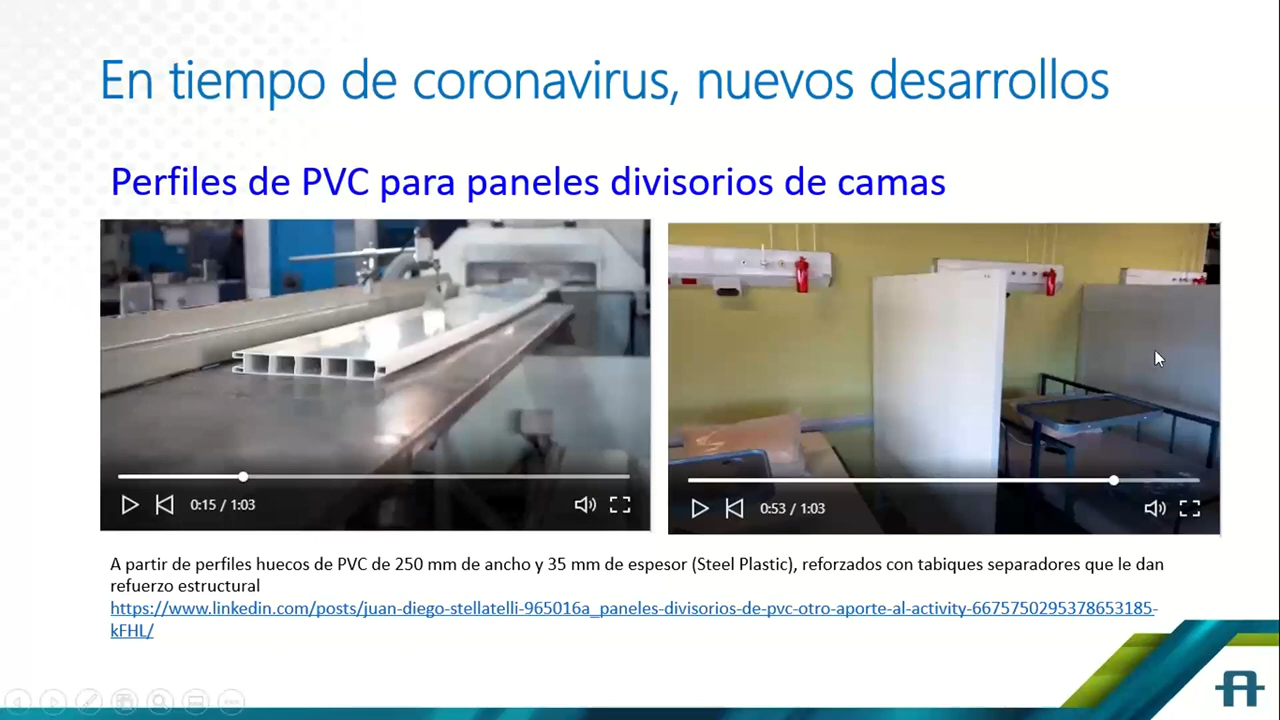 En tiempo de coronavirus, nuevos desarrollos
Perfiles de PVC para paneles divisorios de camas
0:15 / 1:03
0:53 / 1:03
A partir de perfiles huecos de PVC de 250 mm de ancho y 35 mm de espesor (Steel Plastic), reforzados con tabiques separadores que le dan
refuerzo estructural
https://www.linkedin.com/posts/juan-diego-stellatelli-965016a_paneles-divisorios-de-pvc-otro-aporte-al-activity-6675750295378653185-
kFHL/